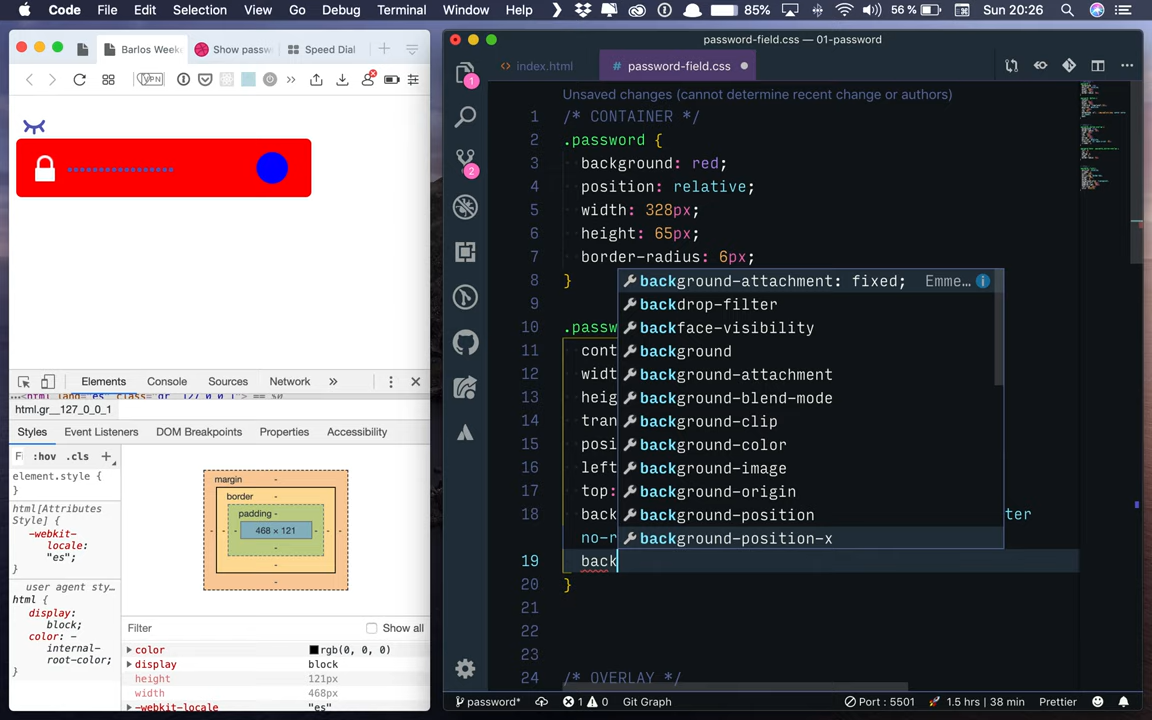 Code File Edit Selection View Go Debug Terminal Window Help 85% 56 % Sun 20:26
Barlos Week
Show passw
Speed Dial
VPN
Elements Console Sources Network
html.gr__127_0_0_1
Styles Event Listeners DOM Breakpoints Properties Accessibility
:hov .cls
element.style {
}
html[Attributes
Style] {
-webkit-
locale:
"es";
}
user agent sty…
html {
display:
block;
color: -
internal-
root-color;
}
margin -
border -
padding -
468 × 121
Filter Show all
color rgb(0, 0, 0)
display block
height 121px
width 468px
-webkit-locale "es"
password-field.css — 01-password
index.html
# password-field.css
1
2
Unsaved changes (cannot determine recent change or authors)
1 /* CONTAINER */
2 .password {
3 background: red;
4 position: relative;
5 width: 328px;
6 height: 65px;
7 border-radius: 6px;
8 }
9
10 .passw
11 cont
12 widt
13 heig
14 tran
15 posi
16 left
17 top:
18 back ter
no-r
19 back
20 }
21
22
23
24 /* OVERLAY */
background-attachment: fixed; Emme…
backdrop-filter
backface-visibility
background
background-attachment
background-blend-mode
background-clip
background-color
background-image
background-origin
background-position
background-position-x
password* 1 0 Git Graph Port : 5501 1.5 hrs | 38 min Prettier